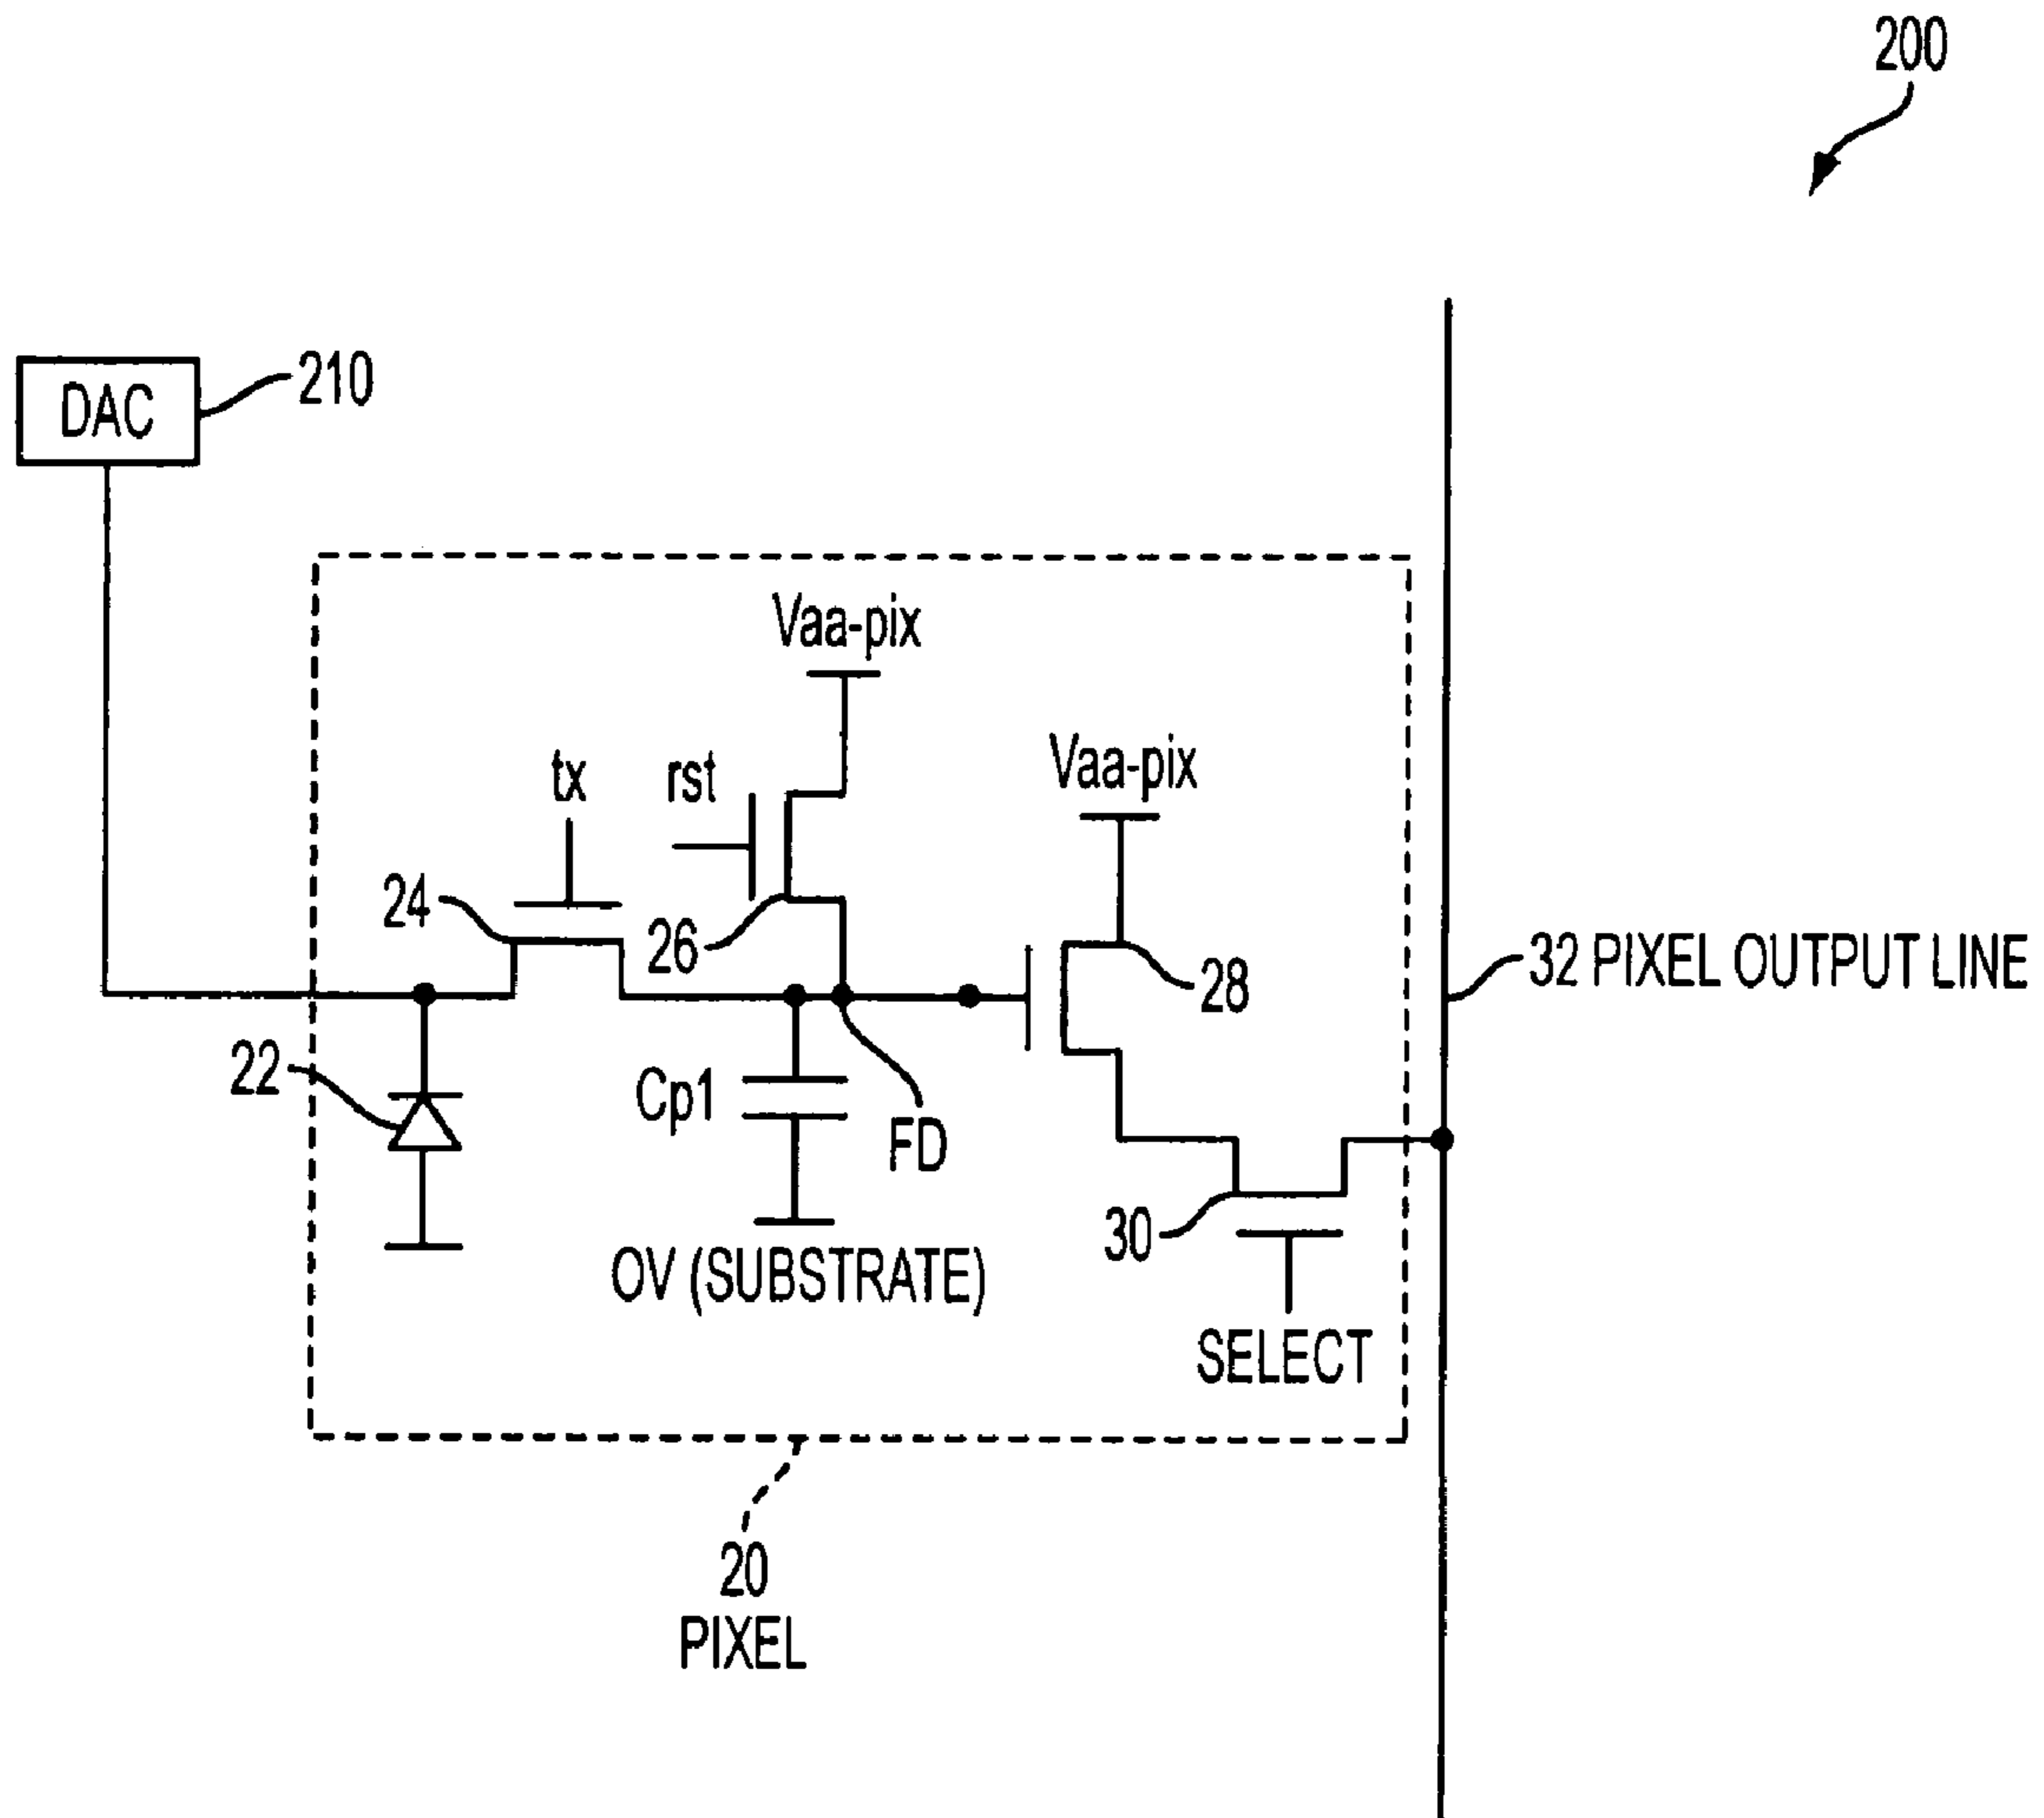 200
DAC
210
Vaa-pix
Vaa-pix
tx
rst
24
26
28
32 PIXEL OUTPUT LINE
22
Cp1
FD
OV (SUBSTRATE)
30
SELECT
20
PIXEL